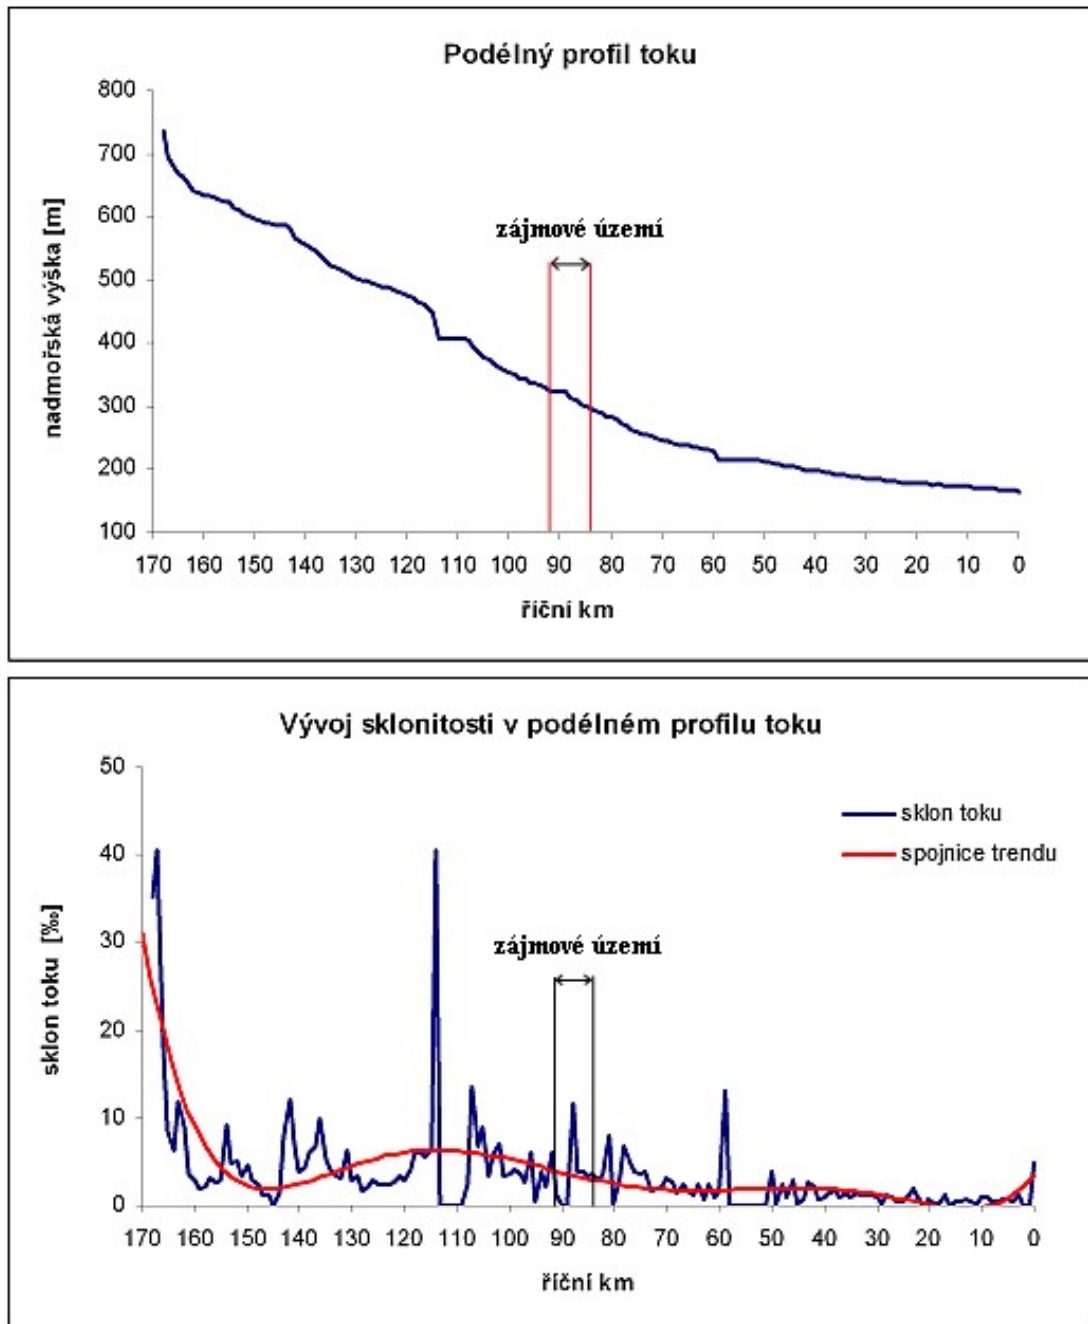 Podélný profil toku
800
700
600
500
400
300
200
100
nadmořská výška [m]
zájmové území
170 160 150 140 130 120 110 100 90 80 70 60 50 40 30 20 10 0
říční km
Vývoj sklonitosti v podélném profilu toku
50
40
30
20
10
0
sklon toku [‰]
sklon toku
spojnice trendu
zájmové území
170 160 150 140 130 120 110 100 90 80 70 60 50 40 30 20 10 0
říční km